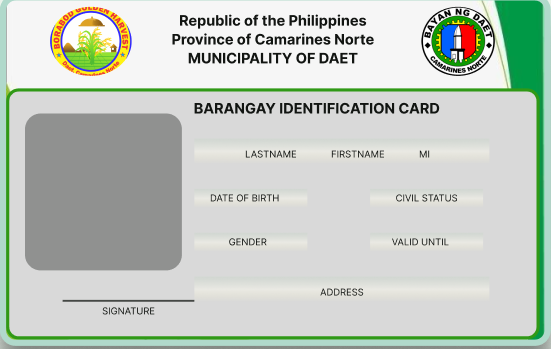 BORABOD GOLDEN HARVEST
Daet, Camarines Norte
Republic of the Philippines
Province of Camarines Norte
MUNICIPALITY OF DAET
BAYAN NG DAET
CAMARINES NORTE
BARANGAY IDENTIFICATION CARD
LASTNAME FIRSTNAME MI
DATE OF BIRTH CIVIL STATUS
GENDER VALID UNTIL
ADDRESS
SIGNATURE